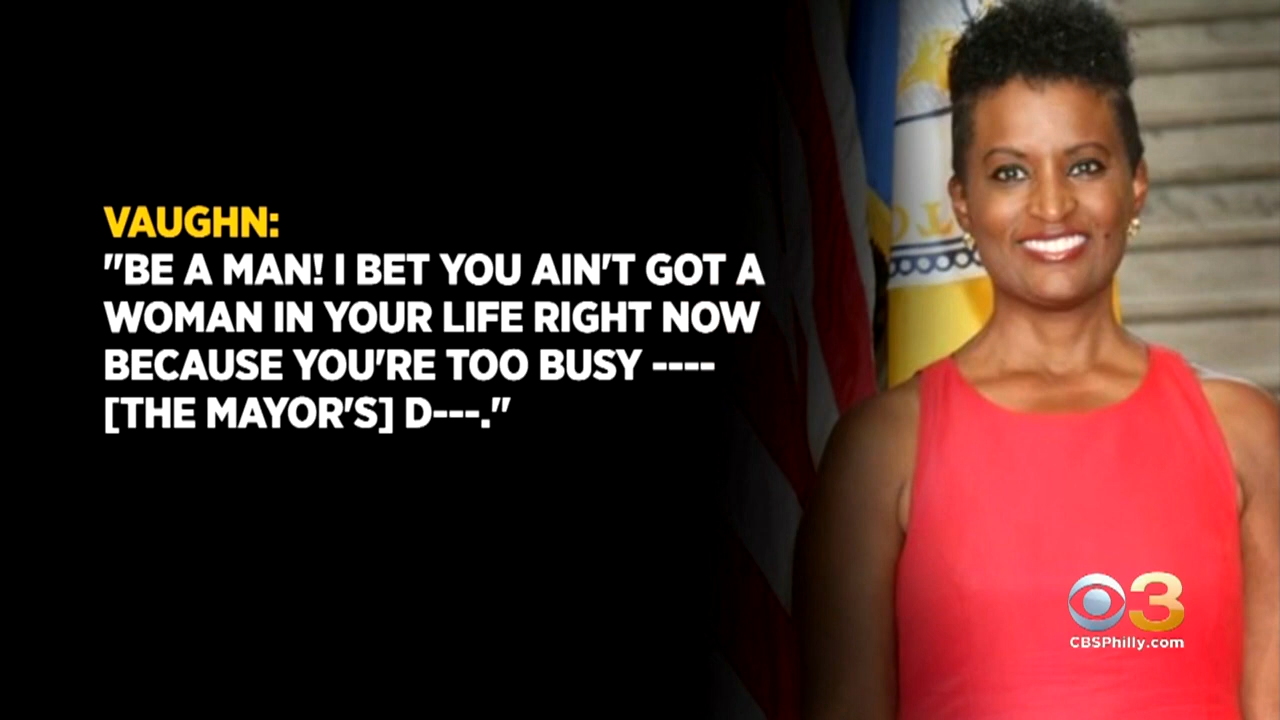 VAUGHN:
"BE A MAN! I BET YOU AIN'T GOT A
WOMAN IN YOUR LIFE RIGHT NOW
BECAUSE YOU'RE TOO BUSY ----
[THE MAYOR'S] D---."
3
CBSPhilly.com